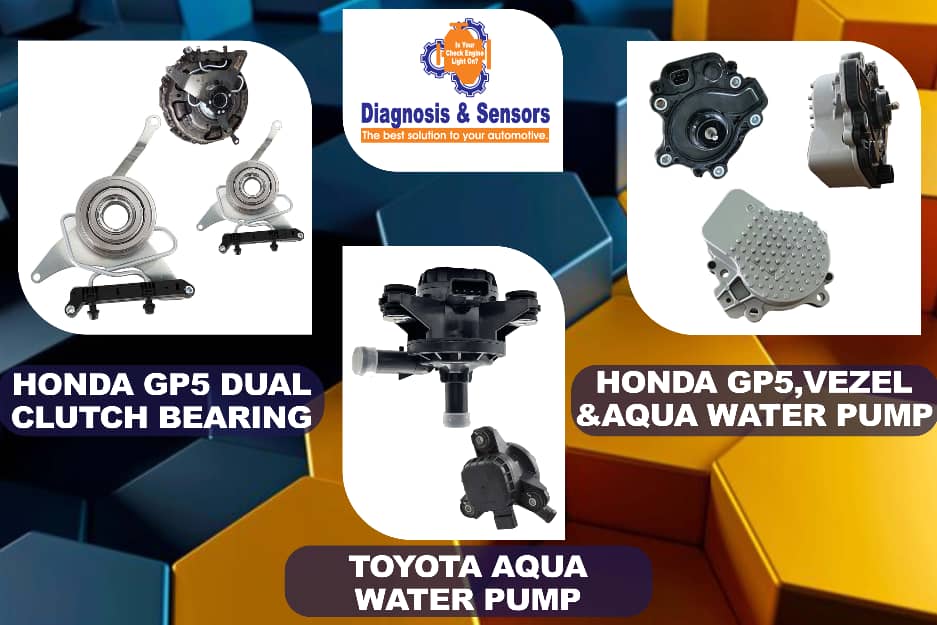 Is Your
Check Engine
Light On?
Diagnosis & Sensors
The best solution to your automotive.
HONDA GP5 DUAL
CLUTCH BEARING
HONDA GP5,VEZEL
&AQUA WATER PUMP
TOYOTA AQUA
WATER PUMP